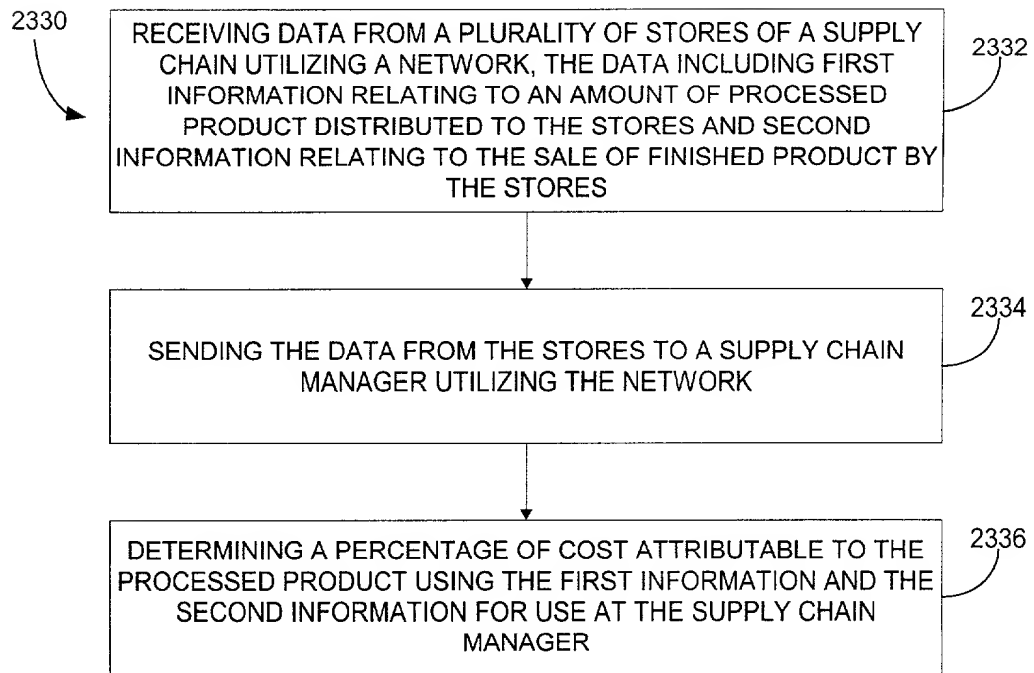 2330
RECEIVING DATA FROM A PLURALITY OF STORES OF A SUPPLY
CHAIN UTILIZING A NETWORK, THE DATA INCLUDING FIRST
INFORMATION RELATING TO AN AMOUNT OF PROCESSED
PRODUCT DISTRIBUTED TO THE STORES AND SECOND
INFORMATION RELATING TO THE SALE OF FINISHED PRODUCT BY
THE STORES
2332
SENDING THE DATA FROM THE STORES TO A SUPPLY CHAIN
MANAGER UTILIZING THE NETWORK
2334
DETERMINING A PERCENTAGE OF COST ATTRIBUTABLE TO THE
PROCESSED PRODUCT USING THE FIRST INFORMATION AND THE
SECOND INFORMATION FOR USE AT THE SUPPLY CHAIN
MANAGER
2336